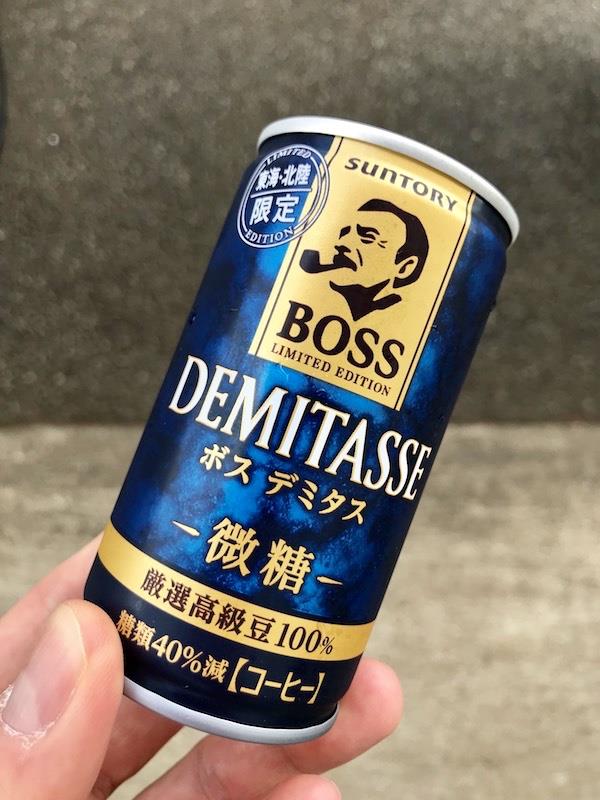 LIMITED
東海・北陸
限定
EDITION
SUNTORY
BOSS
LIMITED EDITION
DEMITASSE
ボス デミタス
-微糖-
厳選高級豆100%
糖類40%減【コーヒー】